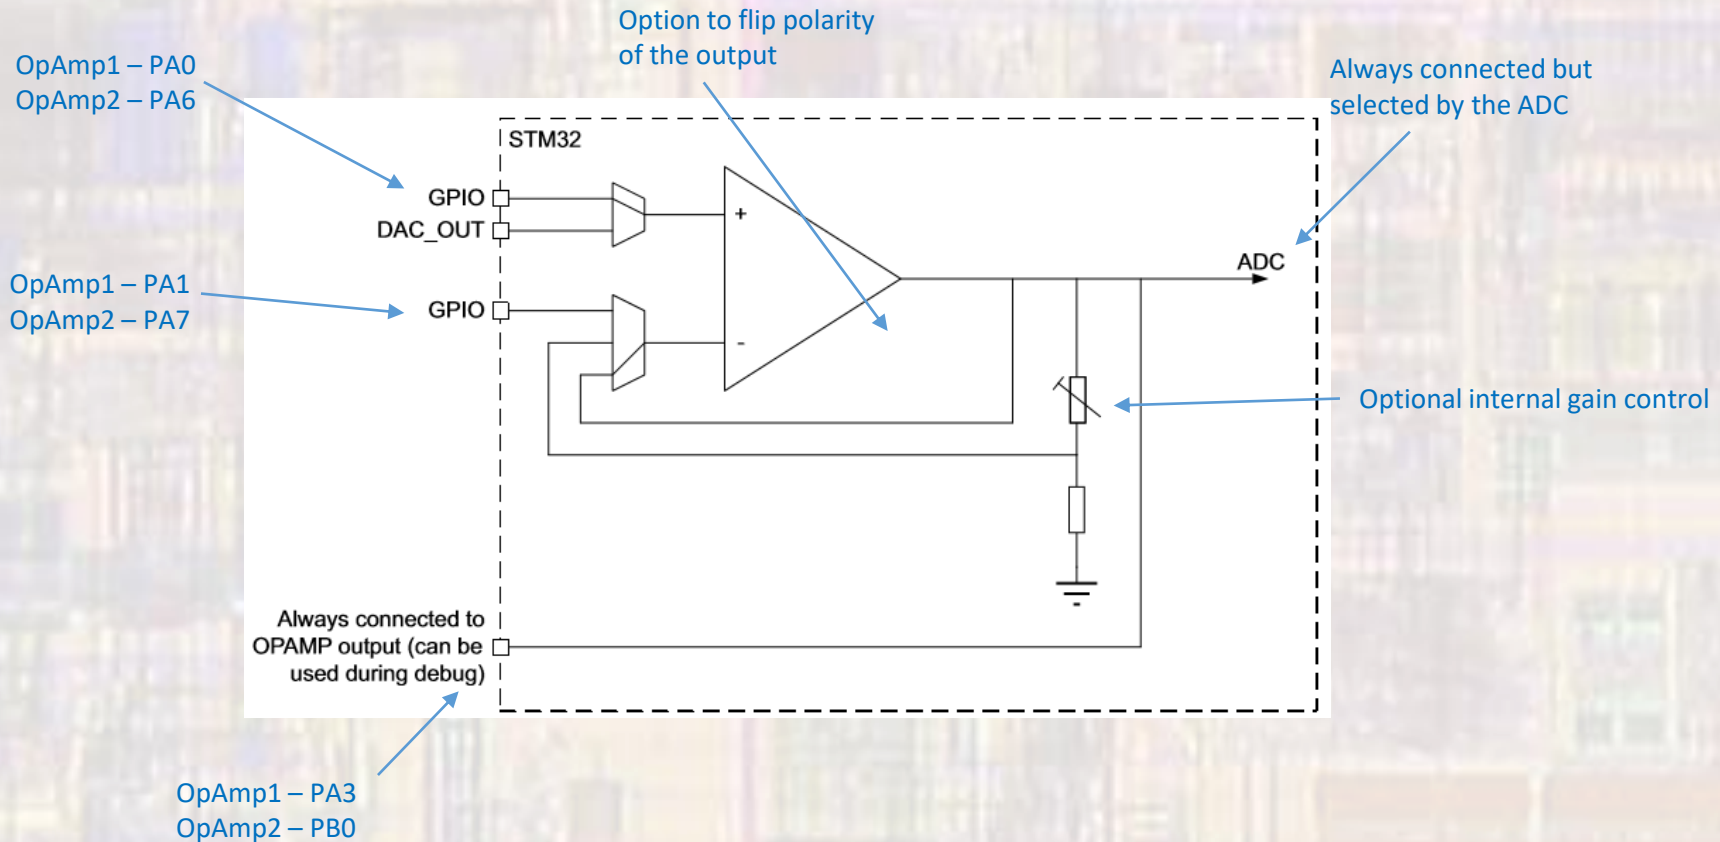 Option to flip polarity
of the output
OpAmp1 – PA0
OpAmp2 – PA6
Always connected but
selected by the ADC
STM32
GPIO
DAC_OUT
+
ADC
OpAmp1 – PA1
OpAmp2 – PA7
GPIO
-
Optional internal gain control
Always connected to
OPAMP output (can be
used during debug)
OpAmp1 – PA3
OpAmp2 – PB0